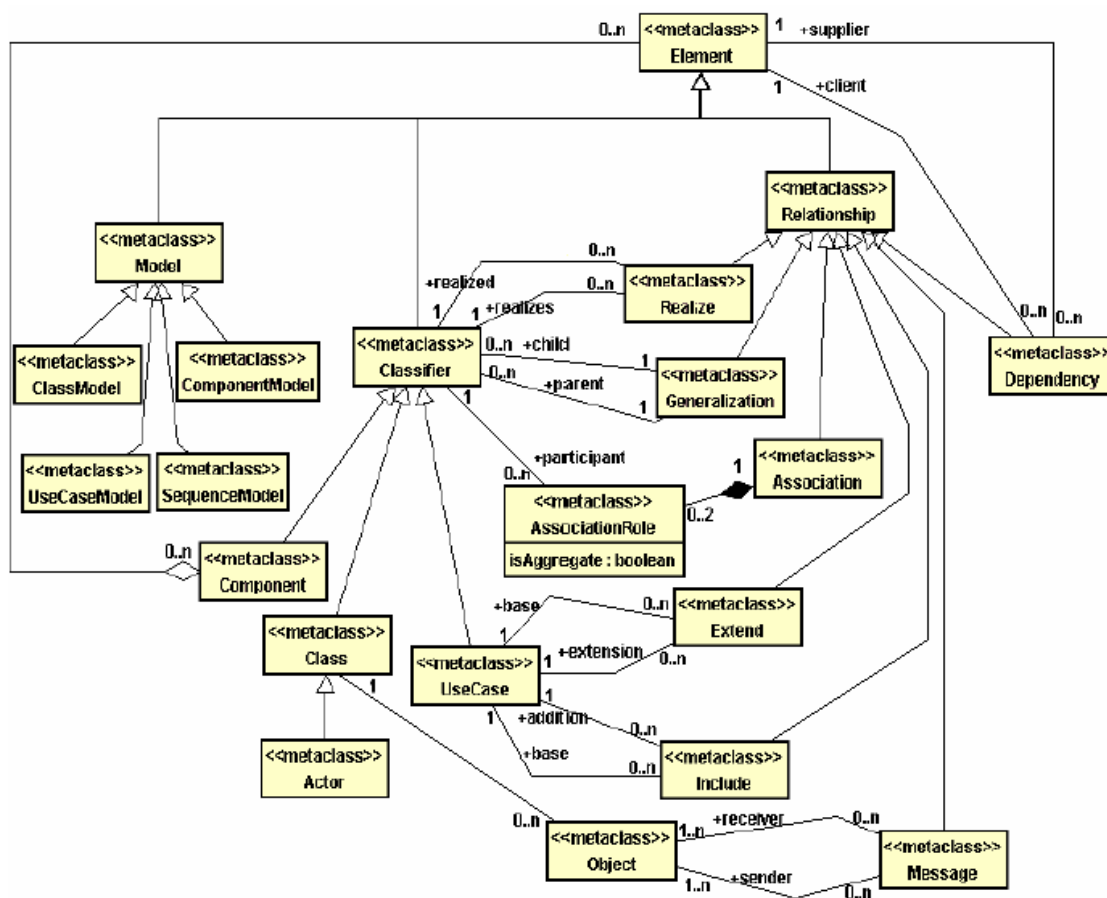 0..n
<<metaclass>>
Element
1
+supplier
1
+client
<<metaclass>>
Relationship
<<metaclass>>
Model
0..n
+realized
1
<<metaclass>>
Realize
1
+realizes
0..n
0..n
0..n
<<metaclass>>
ClassModel
<<metaclass>>
ComponentModel
<<metaclass>>
Classifier
0..n
+child
1
0..n
+parent
1
<<metaclass>>
Generalization
<<metaclass>>
Dependency
1
<<metaclass>>
UseCaseModel
<<metaclass>>
SequenceModel
+participant
0..n
1
<<metaclass>>
Association
<<metaclass>>
AssociationRole
0..2
isAggregate : boolean
0..n
<<metaclass>>
Component
<<metaclass>>
Class
1
+base
1
0..n
<<metaclass>>
Extend
<<metaclass>>
UseCase
1
+extension
0..n
1
+addition
0..n
1
+base
0..n
<<metaclass>>
Include
<<metaclass>>
Actor
0..n
<<metaclass>>
Object
1..n
+receiver
0..n
1..n
+sender
0..n
<<metaclass>>
Message